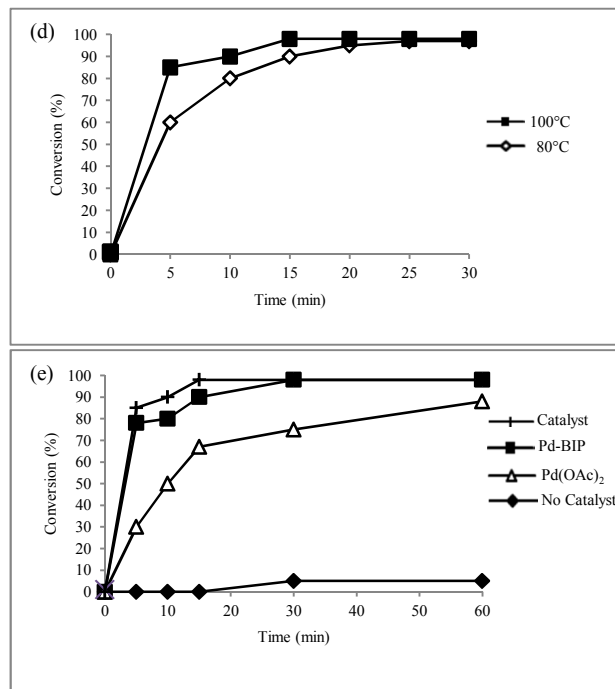 (d)
100
90
80
70
60
50
40
30
20
10
0
Conversion (%)
0 5 10 15 20 25 30
Time (min)
100°C
80°C
(e)
100
90
80
70
60
50
40
30
20
10
0
Conversion (%)
0 10 20 30 40 50 60
Time (min)
Catalyst
Pd-BIP
Pd(OAc)₂
No Catalyst